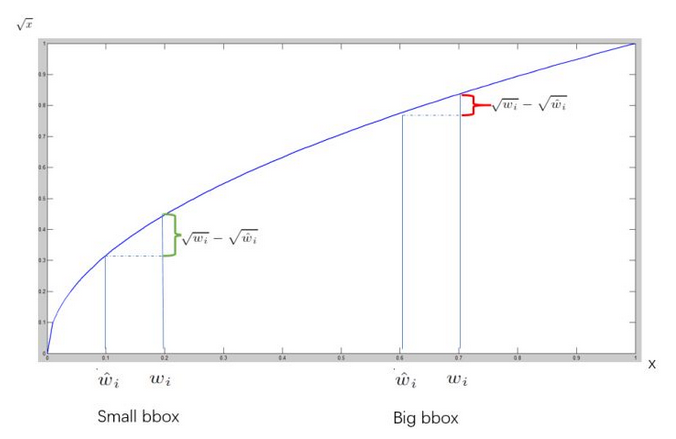 √x
1
0.9
0.8
0.7
0.6
0.5
0.4
0.3
0.2
0.1
0
√wᵢ − √ŵᵢ
√wᵢ − √ŵᵢ
0 0.1 0.2 0.3 0.4 0.5 0.6 0.7 0.8 0.9 1
x
ŵᵢ wᵢ ŵᵢ wᵢ
Small bbox Big bbox